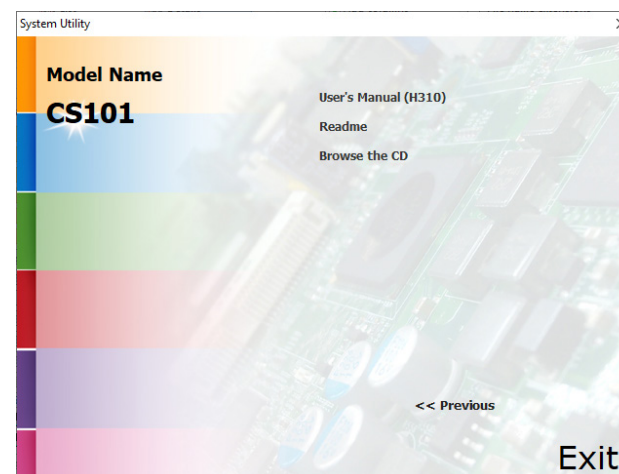 System Utility
Model Name
CS101
User's Manual (H310)
Readme
Browse the CD
<< Previous
Exit